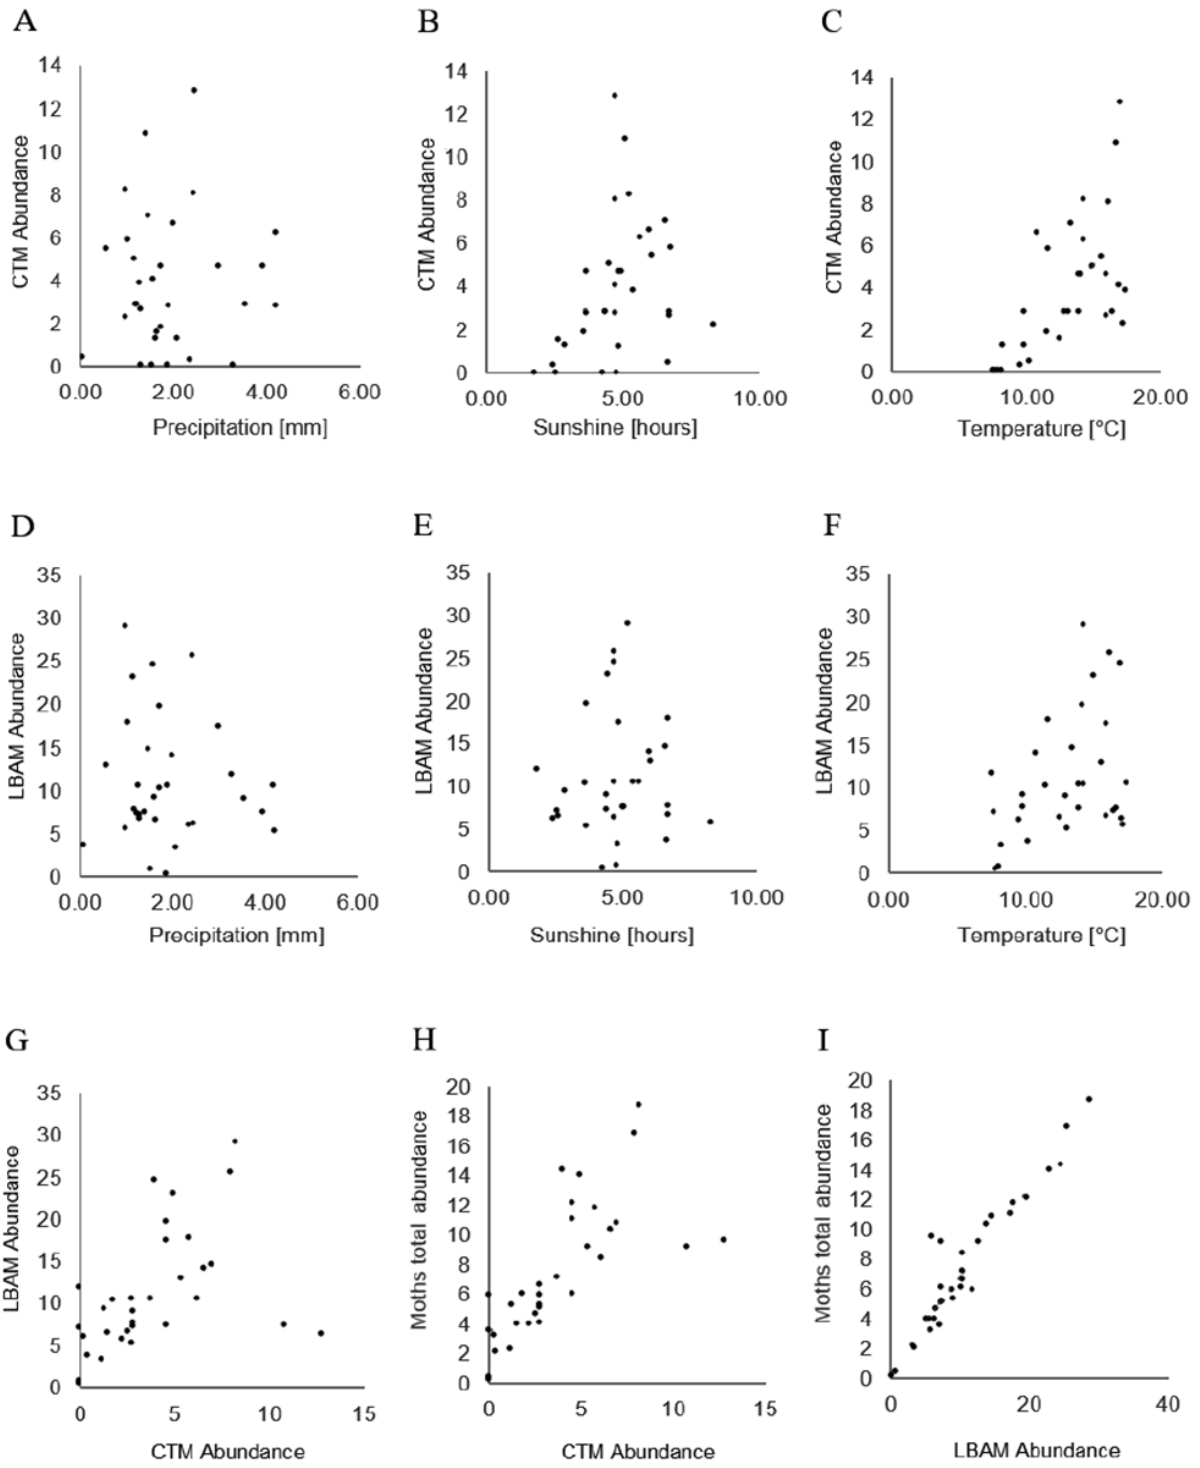 A
B
C
CTM Abundance
14
12
10
8
6
4
2
0
0.00 2.00 4.00 6.00
Precipitation [mm]
CTM Abundance
14
12
10
8
6
4
2
0
0.00 5.00 10.00
Sunshine [hours]
CTM Abundance
14
12
10
8
6
4
2
0
0.00 10.00 20.00
Temperature [°C]
D
E
F
LBAM Abundance
35
30
25
20
15
10
5
0
0.00 2.00 4.00 6.00
Precipitation [mm]
LBAM Abundance
35
30
25
20
15
10
5
0
0.00 5.00 10.00
Sunshine [hours]
LBAM Abundance
35
30
25
20
15
10
5
0
0.00 10.00 20.00
Temperature [°C]
G
H
I
LBAM Abundance
35
30
25
20
15
10
5
0
0 5 10 15
CTM Abundance
Moths total abundance
20
18
16
14
12
10
8
6
4
2
0
0 5 10 15
CTM Abundance
Moths total abundance
20
18
16
14
12
10
8
6
4
2
0
0 20 40
LBAM Abundance